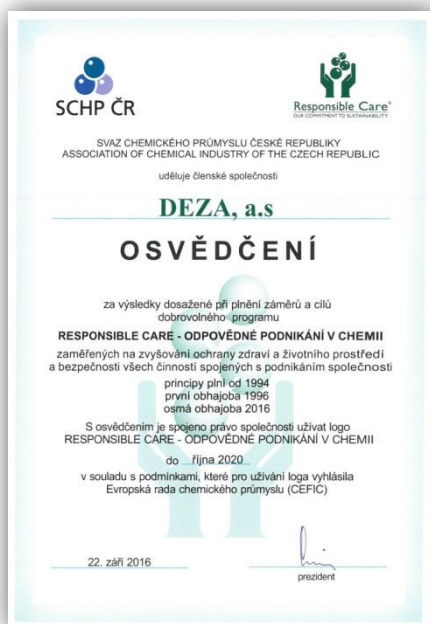 SCHP ČR
Responsible Care®
OUR COMMITMENT TO SUSTAINABILITY
SVAZ CHEMICKÉHO PRŮMYSLU ČESKÉ REPUBLIKY
ASSOCIATION OF CHEMICAL INDUSTRY OF THE CZECH REPUBLIC
uděluje členské společnosti
DEZA, a.s
OSVĚDČENÍ
za výsledky dosažené při plnění záměrů a cílů
dobrovolného programu
RESPONSIBLE CARE - ODPOVĚDNÉ PODNIKÁNÍ V CHEMII
zaměřených na zvyšování ochrany zdraví a životního prostředí
a bezpečnosti všech činností spojených s podnikáním společnosti
principy plní od 1994
první obhajoba 1996
osmá obhajoba 2016
S osvědčením je spojeno právo společnosti užívat logo
RESPONSIBLE CARE - ODPOVĚDNÉ PODNIKÁNÍ V CHEMII
do října 2020
v souladu s podmínkami, které pro užívání loga vyhlásila
Evropská rada chemického průmyslu (CEFIC)
22. září 2016
prezident